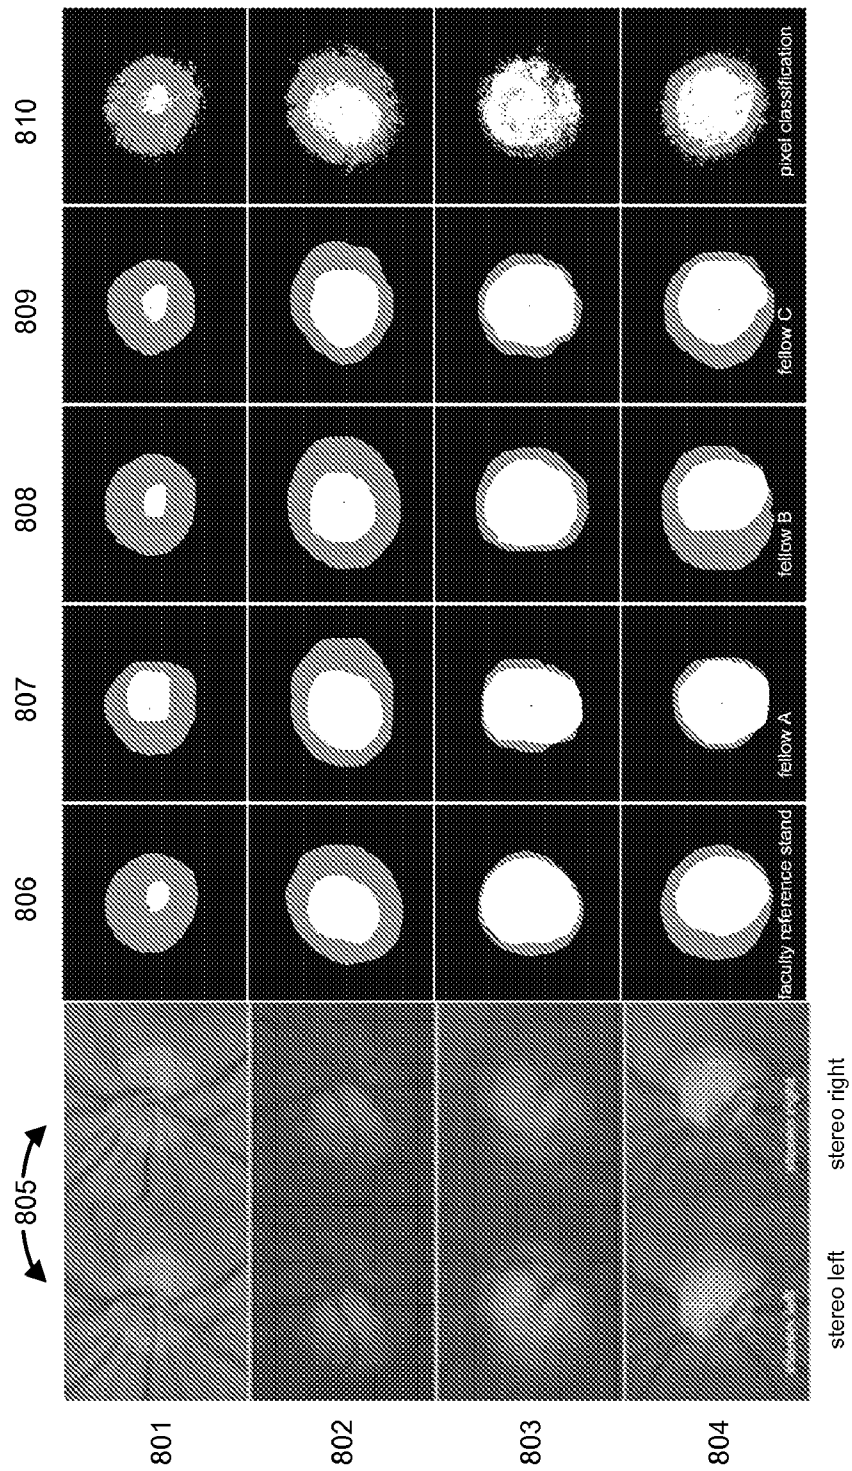 805
806
807
808
809
810
801
802
803
804
faculty reference stand
fellow A
fellow B
fellow C
pixel classification
stereo left
stereo right